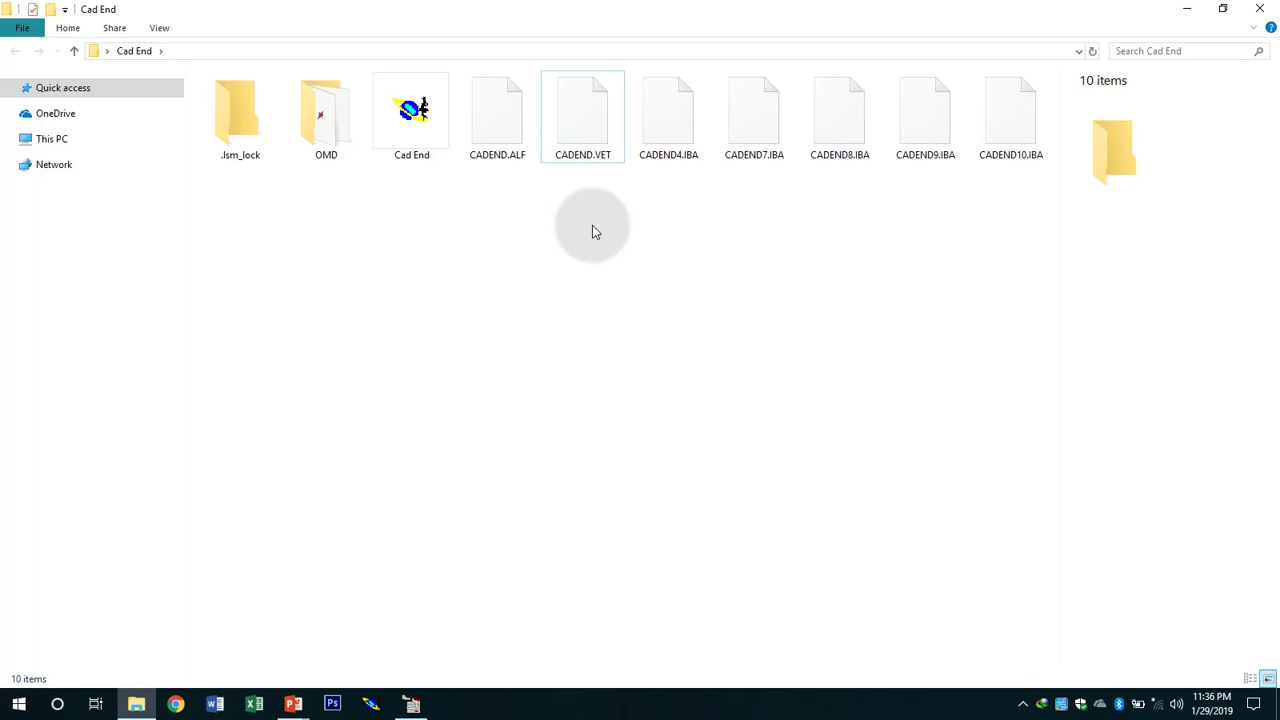 Cad End
File
Home
Share
View
Cad End
Search Cad End
Quick access
OneDrive
This PC
Network
.lsm_lock
OMD
Cad End
CADEND.ALF
CADEND.VET
CADEND4.IBA
CADEND7.IBA
CADEND8.IBA
CADEND9.IBA
CADEND10.IBA
10 items
10 items
11:36 PM
1/29/2019